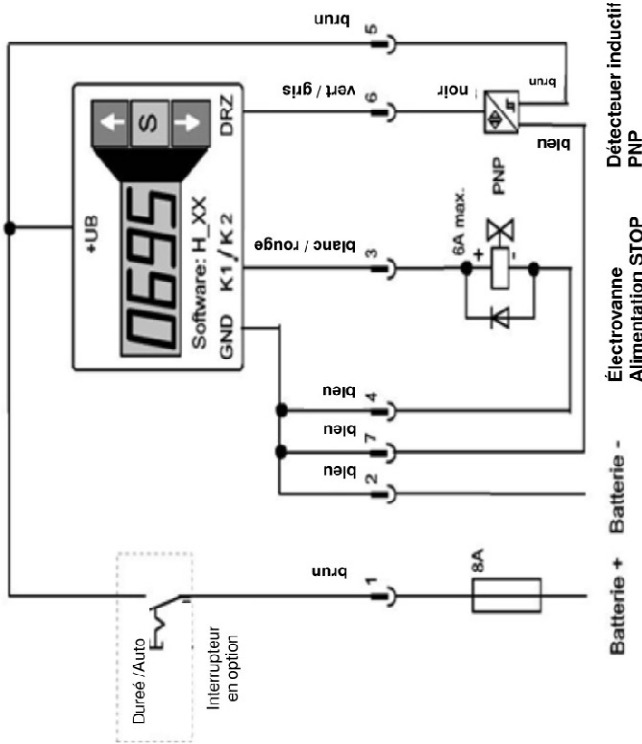 Dureé /Auto
Interrupteur
en option
brun
1
8A
Batterie +
Batterie -
bleu
2
bleu
7
bleu
4
+UB
0695
S
Software: H_XX
GND
K1 / K2
DRZ
blanc / rouge
3
6A max.
+
-
PNP
Électrovanne
Alimentation STOP
vert / gris
6
noir
brun
5
brun
bleu
Détecteuer inductif
PNP